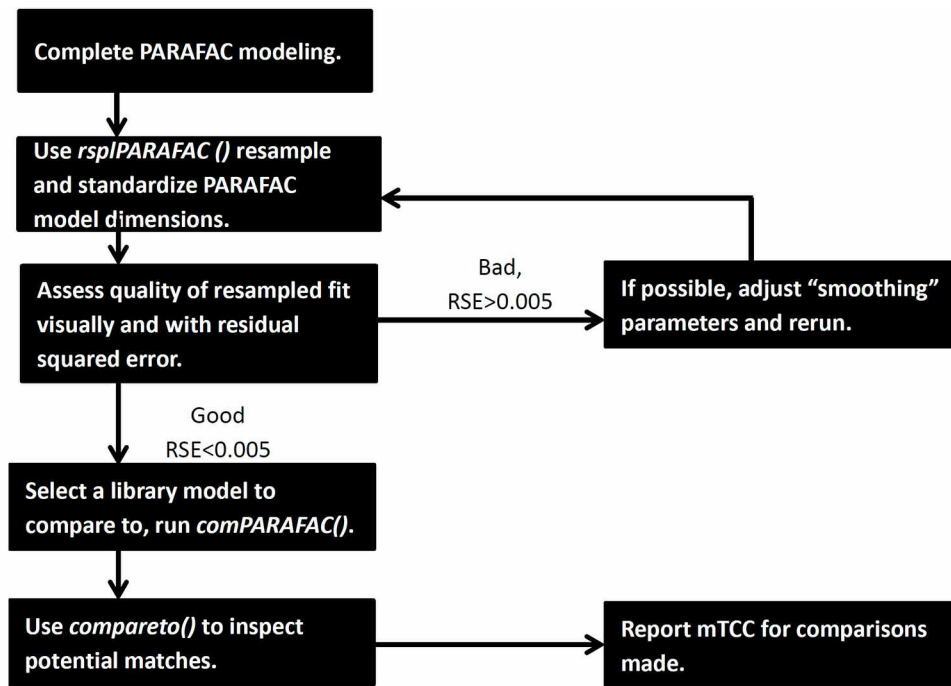 Complete PARAFAC modeling.
Use rsplPARAFAC () resample
and standardize PARAFAC
model dimensions.
Assess quality of resampled fit
visually and with residual
squared error.
Bad,
RSE>0.005
If possible, adjust “smoothing”
parameters and rerun.
Good
RSE<0.005
Select a library model to
compare to, run comPARAFAC().
Use compareto() to inspect
potential matches.
Report mTCC for comparisons
made.